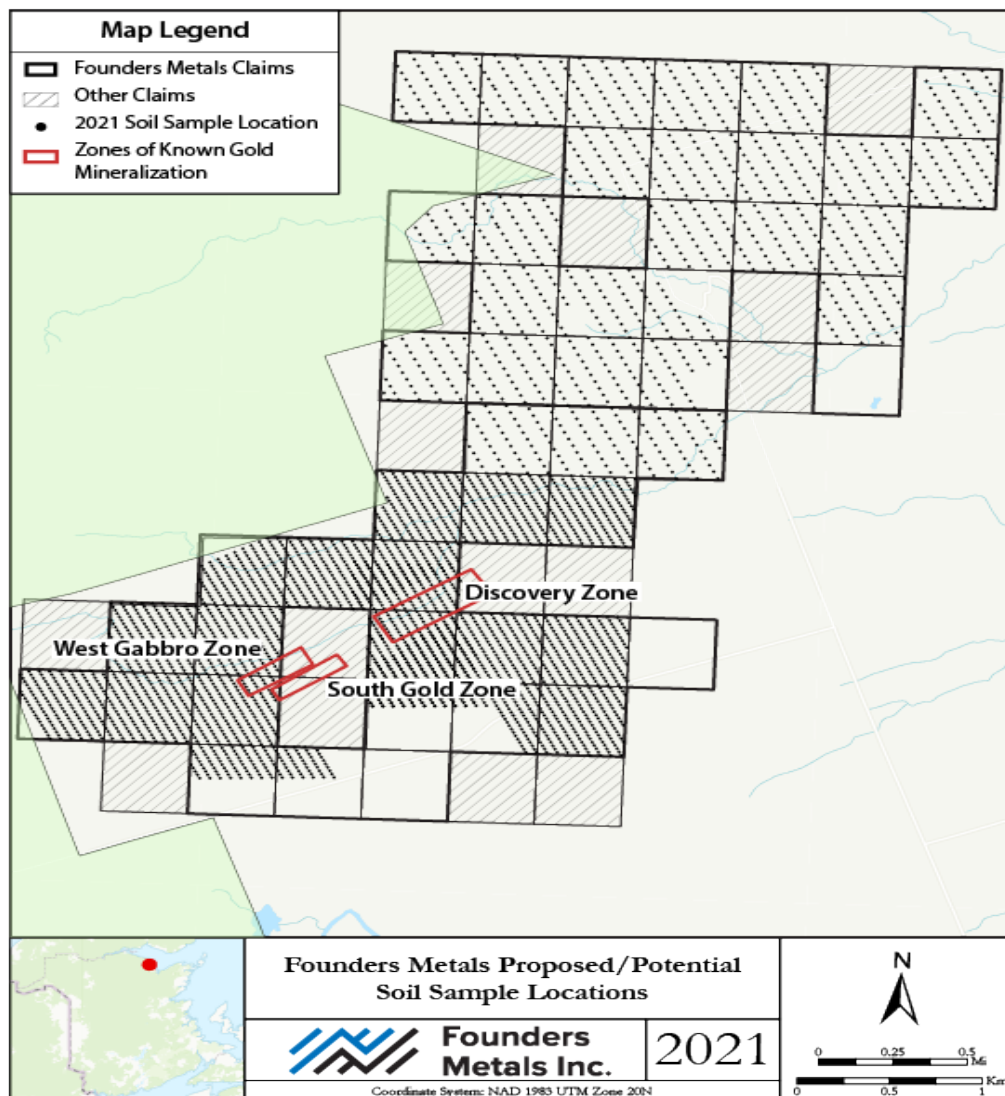 Map Legend
Founders Metals Claims
Other Claims
2021 Soil Sample Location
Zones of Known Gold
Mineralization
Discovery Zone
West Gabbro Zone
South Gold Zone
Founders Metals Proposed/Potential
Soil Sample Locations
Founders
Metals Inc.
2021
Coordinate System: NAD 1983 UTM Zone 20N
N
0 0.25 0.5
Mi
Km
0 0.5 1